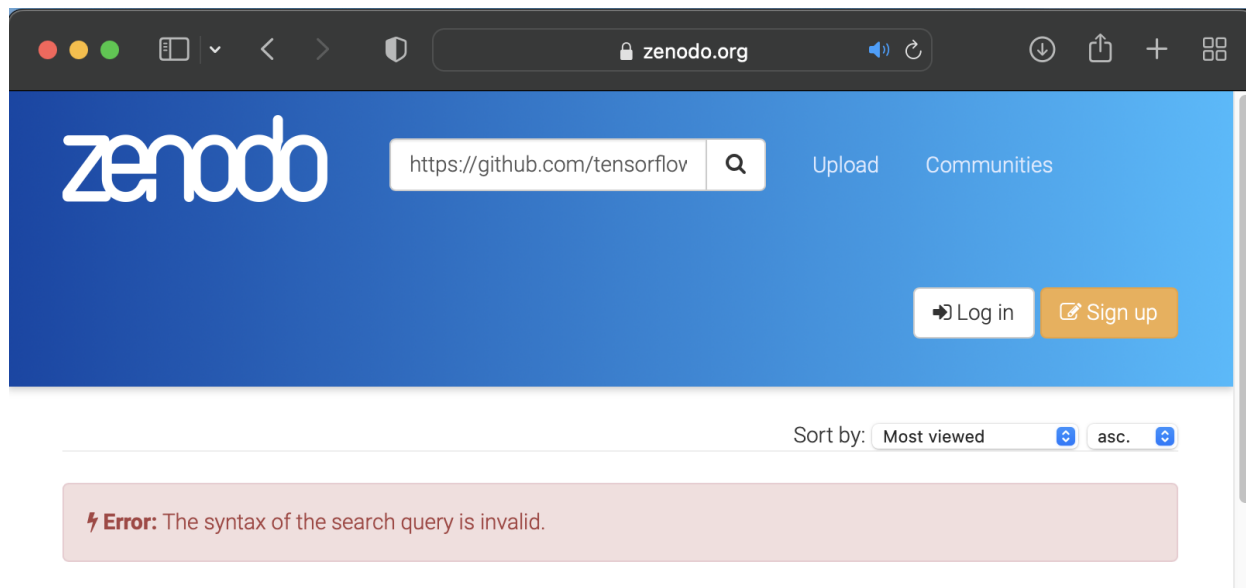 zenodo.org
zenodo
https://github.com/tensorflov
Upload
Communities
Log in
Sign up
Sort by: Most viewed asc.
Error: The syntax of the search query is invalid.